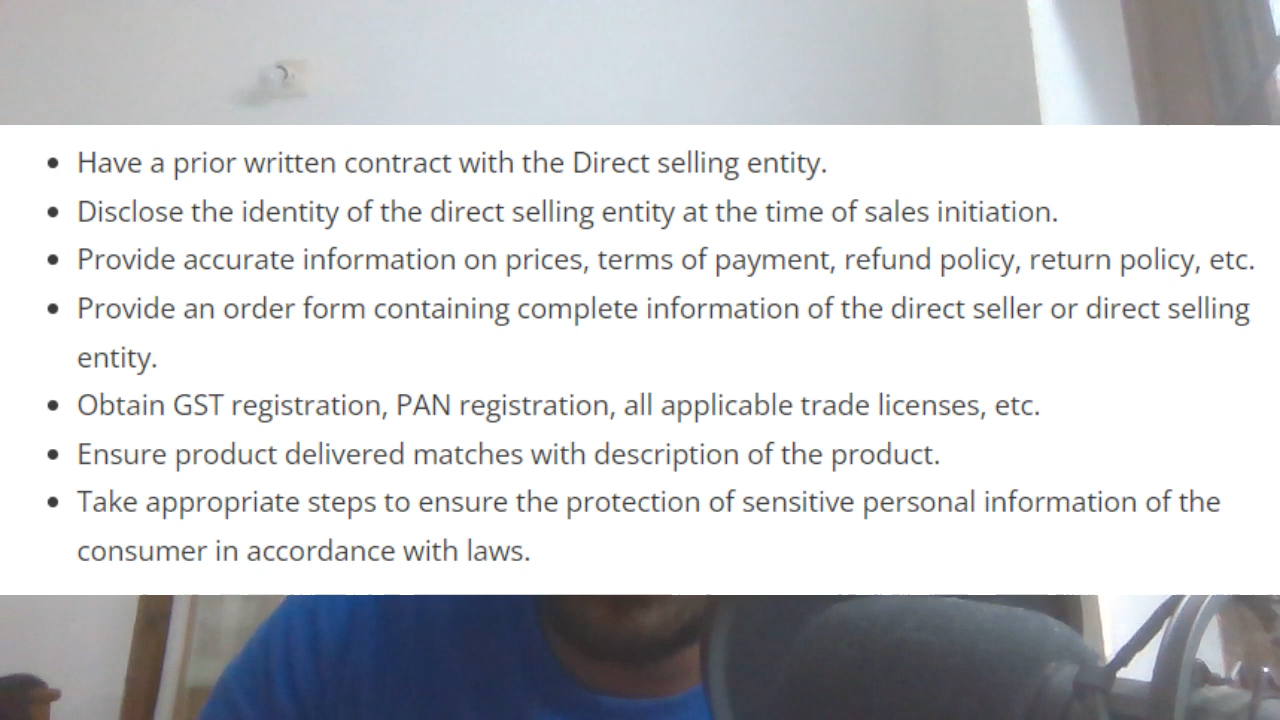 • Have a prior written contract with the Direct selling entity.
• Disclose the identity of the direct selling entity at the time of sales initiation.
• Provide accurate information on prices, terms of payment, refund policy, return policy, etc.
• Provide an order form containing complete information of the direct seller or direct selling
entity.
• Obtain GST registration, PAN registration, all applicable trade licenses, etc.
• Ensure product delivered matches with description of the product.
• Take appropriate steps to ensure the protection of sensitive personal information of the
consumer in accordance with laws.